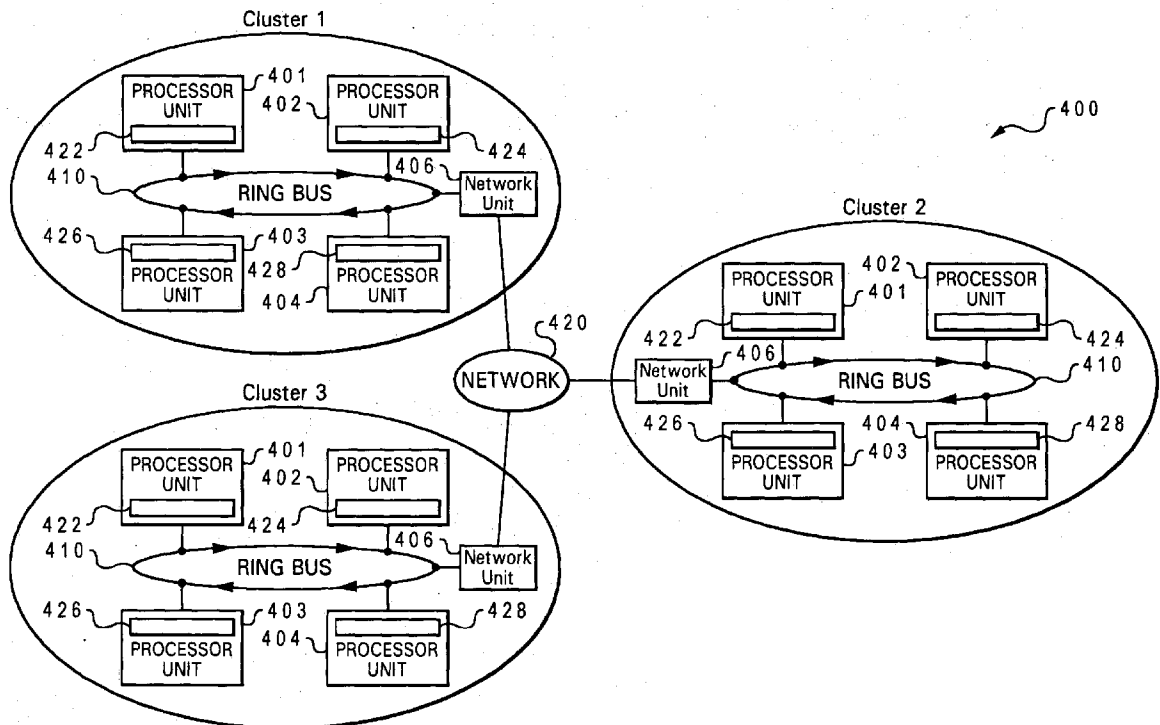 Cluster 1
PROCESSOR
UNIT
401
422
402
PROCESSOR
UNIT
424
410
RING BUS
406
Network
Unit
426
403
PROCESSOR
UNIT
428
404
PROCESSOR
UNIT
400
Cluster 2
PROCESSOR
UNIT
401
422
402
PROCESSOR
UNIT
424
406
Network
Unit
RING BUS
410
426
PROCESSOR
UNIT
403
404
428
PROCESSOR
UNIT
420
NETWORK
Cluster 3
PROCESSOR
UNIT
401
422
402
PROCESSOR
UNIT
424
410
RING BUS
406
Network
Unit
426
403
PROCESSOR
UNIT
404
428
PROCESSOR
UNIT